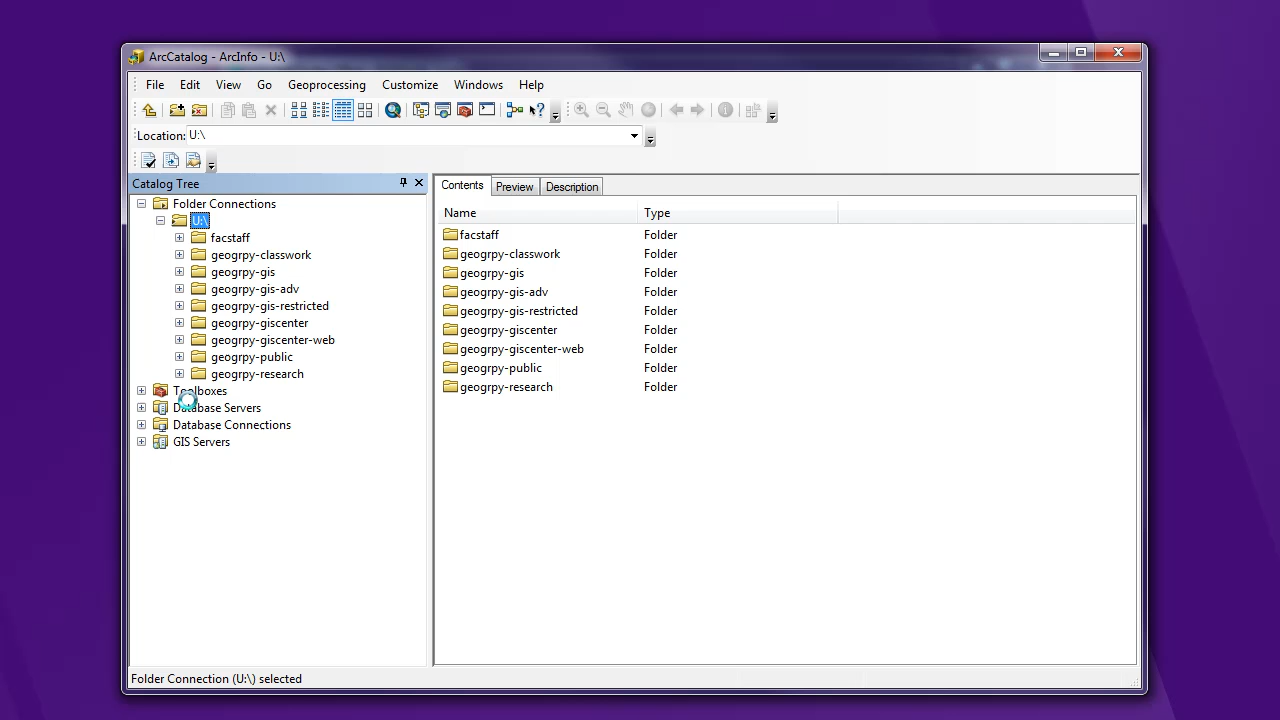 ArcCatalog - ArcInfo - U:\
File Edit View Go Geoprocessing Customize Windows Help
Location: U:\
Catalog Tree
Folder Connections
U:\
facstaff
geogrpy-classwork
geogrpy-gis
geogrpy-gis-adv
geogrpy-gis-restricted
geogrpy-giscenter
geogrpy-giscenter-web
geogrpy-public
geogrpy-research
Toolboxes
Database Servers
Database Connections
GIS Servers
Contents Preview Description
Name Type
facstaff Folder
geogrpy-classwork Folder
geogrpy-gis Folder
geogrpy-gis-adv Folder
geogrpy-gis-restricted Folder
geogrpy-giscenter Folder
geogrpy-giscenter-web Folder
geogrpy-public Folder
geogrpy-research Folder
Folder Connection (U:\) selected